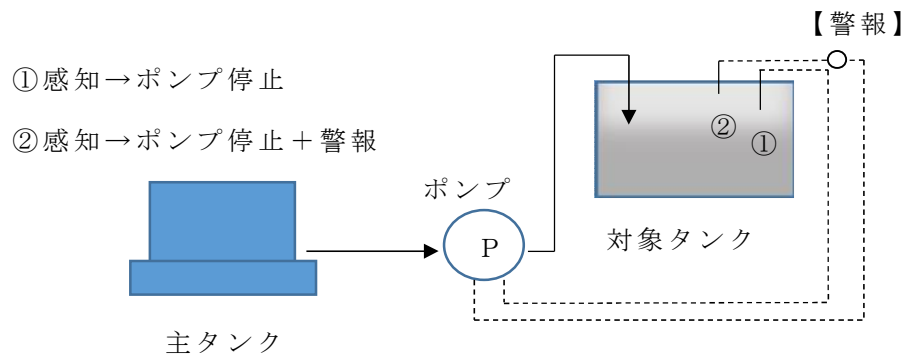 【警報】
①感知→ポンプ停止
②感知→ポンプ停止+警報
②
①
ポンプ
P
対象タンク
主タンク